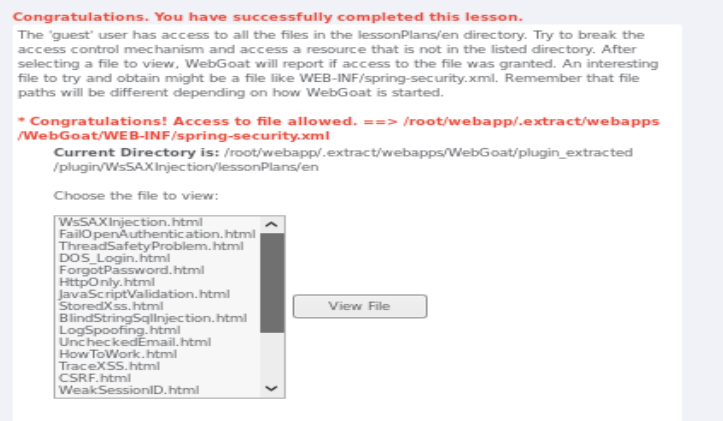 Congratulations. You have successfully completed this lesson.
The 'guest' user has access to all the files in the lessonPlans/en directory. Try to break the
access control mechanism and access a resource that is not in the listed directory. After
selecting a file to view, WebGoat will report if access to the file was granted. An interesting
file to try and obtain might be a file like WEB-INF/spring-security.xml. Remember that file
paths will be different depending on how WebGoat is started.
* Congratulations! Access to file allowed. ==> /root/webapp/.extract/webapps
/WebGoat/WEB-INF/spring-security.xml
Current Directory is: /root/webapp/.extract/webapps/WebGoat/plugin_extracted
/plugin/WsSAXInjection/lessonPlans/en
Choose the file to view:
WsSAXInjection.html
FailOpenAuthentication.html
ThreadSafetyProblem.html
DOS_Login.html
ForgotPassword.html
HttpOnly.html
JavaScriptValidation.html
StoredXss.html
BlindStringSqlInjection.html
LogSpoofing.html
UncheckedEmail.html
HowToWork.html
TraceXSS.html
CSRF.html
WeakSessionID.html
View File